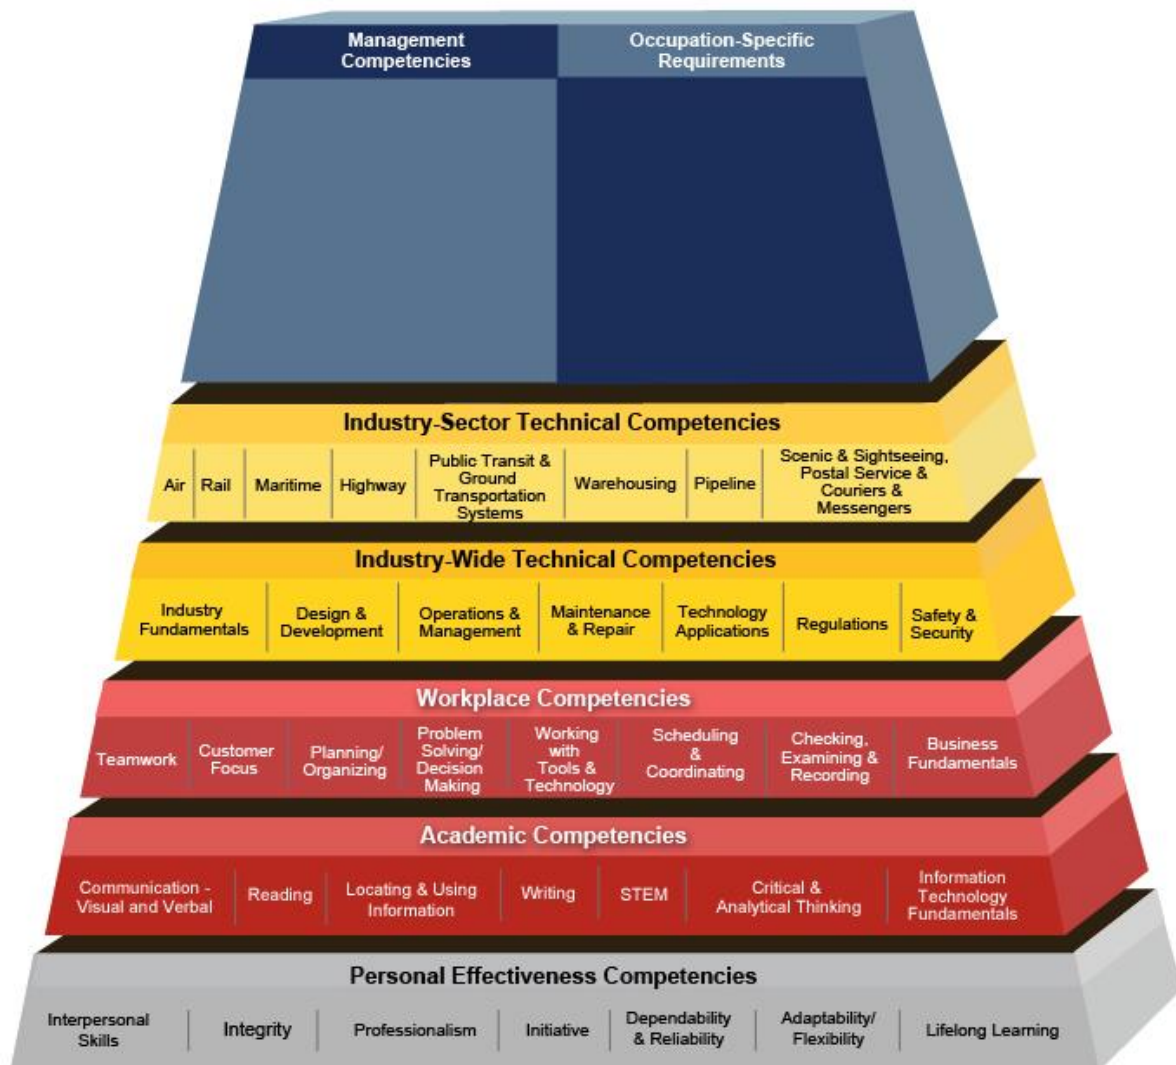 Management
Competencies
Occupation-Specific
Requirements
Industry-Sector Technical Competencies
Air
Rail
Maritime
Highway
Public Transit &
Ground
Transportation
Systems
Warehousing
Pipeline
Scenic & Sightseeing,
Postal Service &
Couriers &
Messengers
Industry-Wide Technical Competencies
Industry
Fundamentals
Design &
Development
Operations &
Management
Maintenance
& Repair
Technology
Applications
Regulations
Safety &
Security
Workplace Competencies
Teamwork
Customer
Focus
Planning/
Organizing
Problem
Solving/
Decision
Making
Working
with
Tools &
Technology
Scheduling
&
Coordinating
Checking,
Examining &
Recording
Business
Fundamentals
Academic Competencies
Communication -
Visual and Verbal
Reading
Locating & Using
Information
Writing
STEM
Critical &
Analytical Thinking
Information
Technology
Fundamentals
Personal Effectiveness Competencies
Interpersonal
Skills
Integrity
Professionalism
Initiative
Dependability
& Reliability
Adaptability/
Flexibility
Lifelong Learning